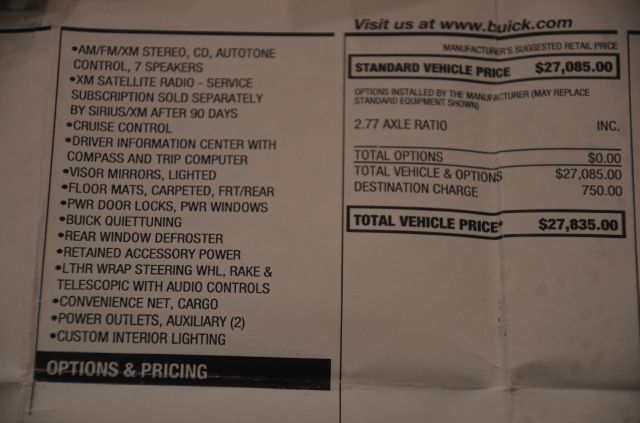 •AM/FM/XM STEREO, CD, AUTOTONE
CONTROL, 7 SPEAKERS
•XM SATELLITE RADIO - SERVICE
SUBSCRIPTION SOLD SEPARATELY
BY SIRIUS/XM AFTER 90 DAYS
•CRUISE CONTROL
•DRIVER INFORMATION CENTER WITH
COMPASS AND TRIP COMPUTER
•VISOR MIRRORS, LIGHTED
•FLOOR MATS, CARPETED, FRT/REAR
•PWR DOOR LOCKS, PWR WINDOWS
•BUICK QUIETTUNING
•REAR WINDOW DEFROSTER
•RETAINED ACCESSORY POWER
•LTHR WRAP STEERING WHL, RAKE &
TELESCOPIC WITH AUDIO CONTROLS
•CONVENIENCE NET, CARGO
•POWER OUTLETS, AUXILIARY (2)
•CUSTOM INTERIOR LIGHTING
OPTIONS & PRICING
Visit us at www.buick.com
MANUFACTURER'S SUGGESTED RETAIL PRICE
STANDARD VEHICLE PRICE $27,085.00
OPTIONS INSTALLED BY THE MANUFACTURER (MAY REPLACE
STANDARD EQUIPMENT SHOWN)
2.77 AXLE RATIO INC.
TOTAL OPTIONS $0.00
TOTAL VEHICLE & OPTIONS $27,085.00
DESTINATION CHARGE 750.00
TOTAL VEHICLE PRICE* $27,835.00